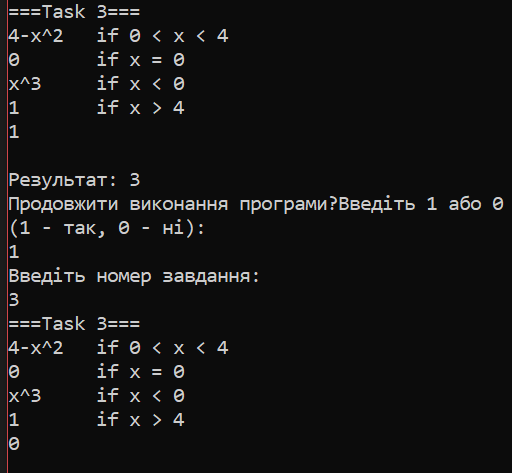 ===Task 3===
4-x^2   if 0 < x < 4
0       if x = 0
x^3     if x < 0
1       if x > 4
1

Результат: 3
Продовжити виконання програми?Введіть 1 або 0
(1 - так, 0 - ні):
1
Введіть номер завдання:
3
===Task 3===
4-x^2   if 0 < x < 4
0       if x = 0
x^3     if x < 0
1       if x > 4
0